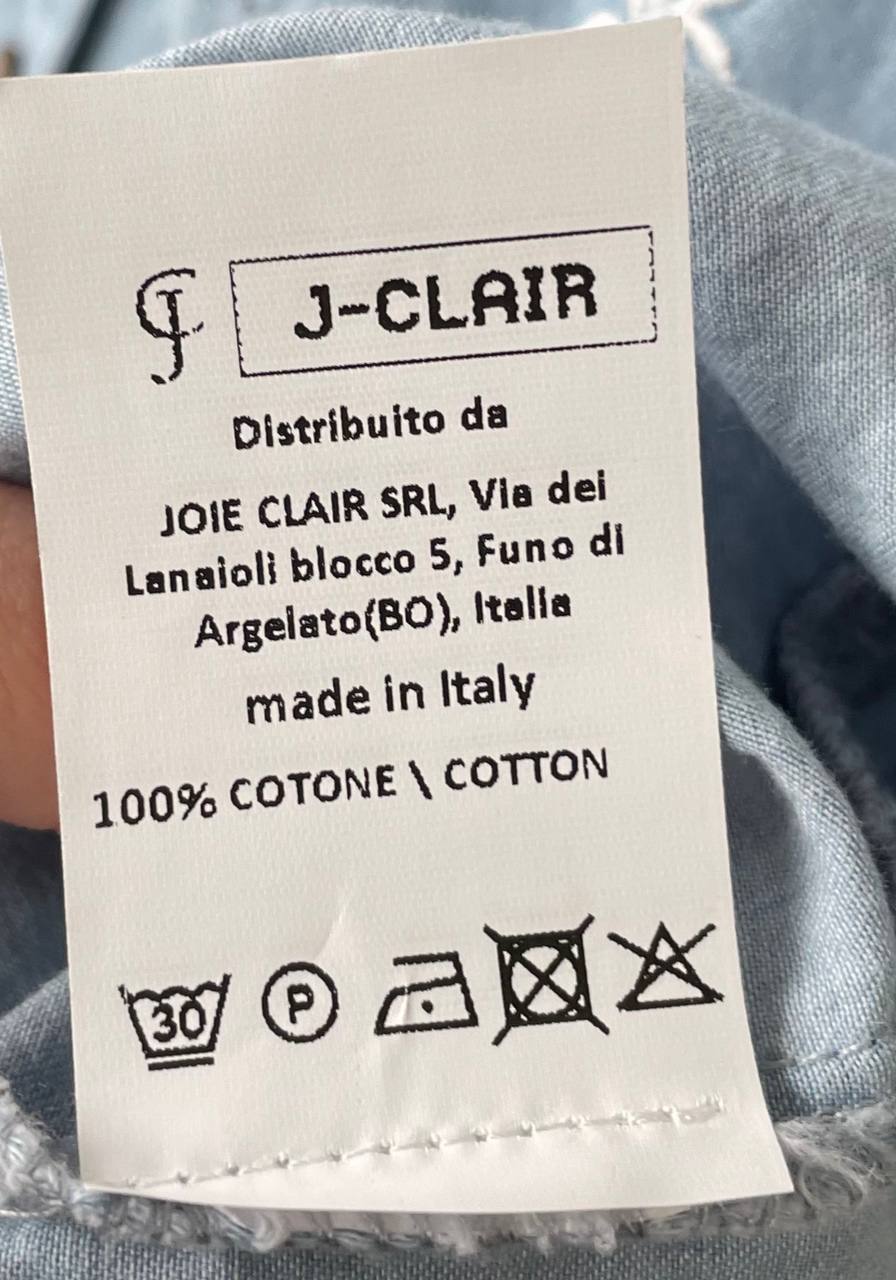 CJ J-CLAIR
Distribuito da
JOIE CLAIR SRL, Via dei
Lanaioli blocco 5, Funo di
Argelato(BO), Italia
made in Italy
100% COTONE \ COTTON
30 P